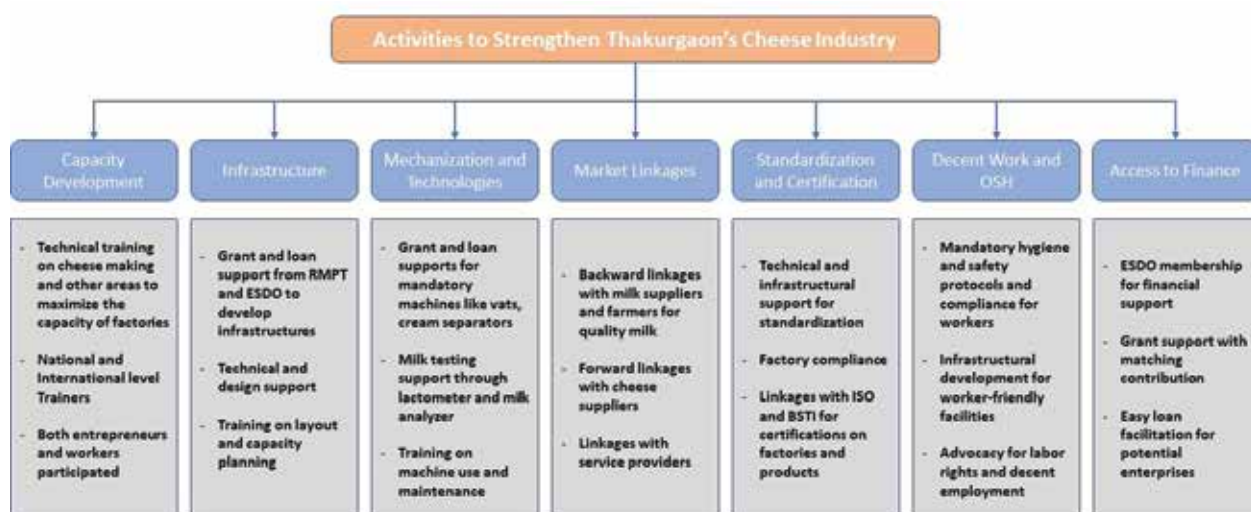 Activities to Strengthen Thakurgaon's Cheese Industry
Capacity
Development
- Technical training
on cheese making
and other areas to
maximize the
capacity of factories
- National and
International level
Trainers
- Both entrepreneurs
and workers
participated
Infrastructure
- Grant and loan
support from RMPT
and ESDO to
develop
infrastructures
- Technical and
design support
- Training on layout
and capacity
planning
Mechanization and
Technologies
- Grant and loan
supports for
mandatory
machines like vats,
cream separators
- Milk testing
support through
lactometer and milk
analyzer
- Training on
machine use and
maintenance
Market Linkages
- Backward linkages
with milk suppliers
and farmers for
quality milk
- Forward linkages
with cheese
suppliers
- Linkages with
service providers
Standardization
and Certification
- Technical and
infrastructural
support for
standardization
- Factory compliance
- Linkages with ISO
and BSTI for
certifications on
factories and
products
Decent Work and
OSH
- Mandatory hygiene
and safety
protocols and
compliance for
workers
- Infrastructural
development for
worker-friendly
facilities
- Advocacy for labor
rights and decent
employment
Access to Finance
- ESDO membership
for financial
support
- Grant support with
matching
contribution
- Easy loan
facilitation for
potential
enterprises